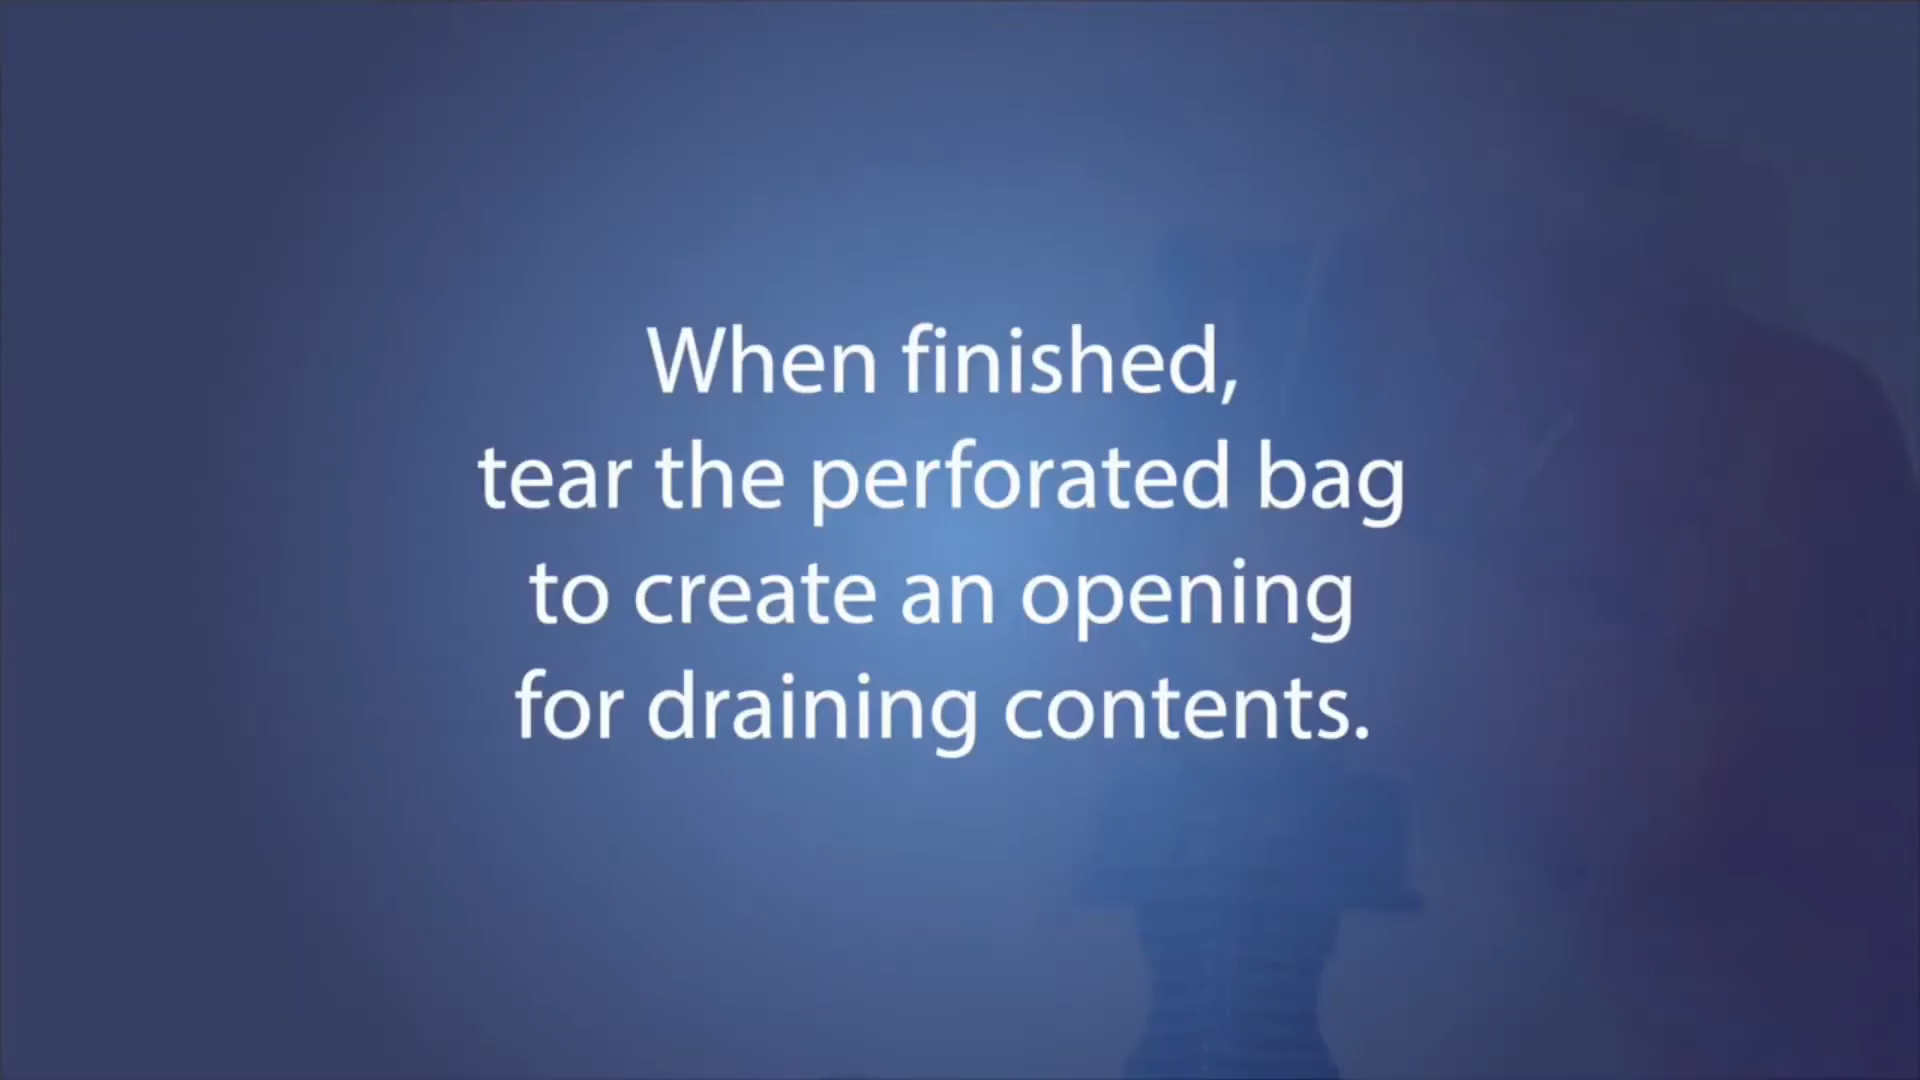 When finished,
tear the perforated bag
to create an opening
for draining contents.